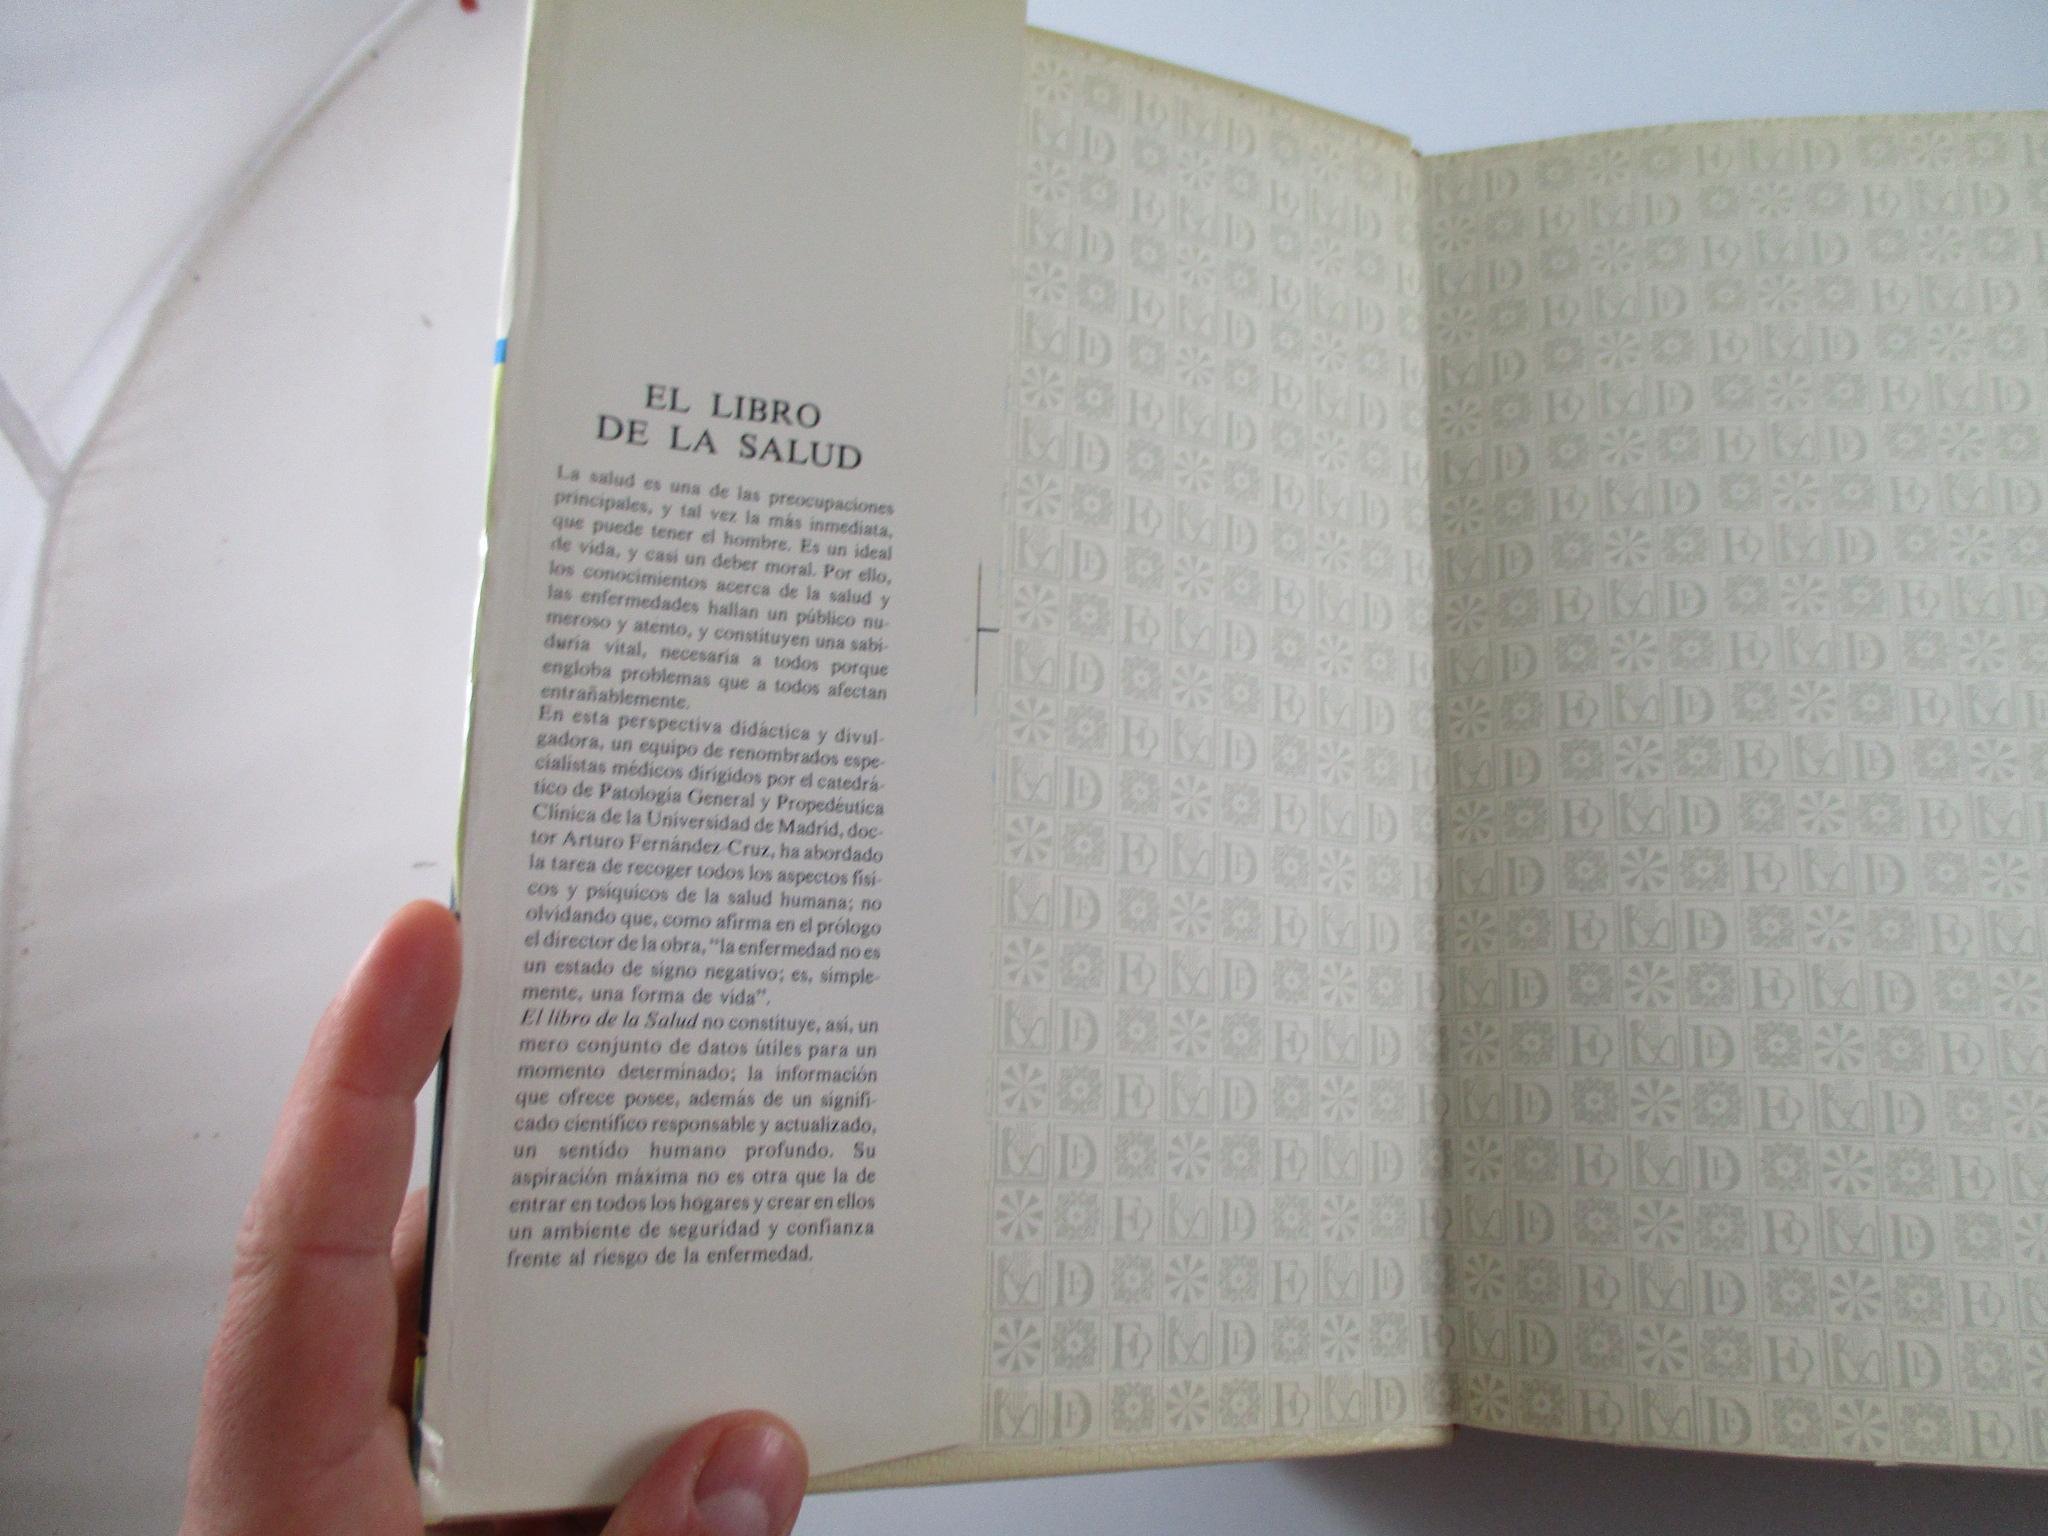 EL LIBRO
DE LA SALUD
La salud es una de las preocupaciones
principales, y tal vez la más inmediata,
que puede tener el hombre. Es un ideal
de vida, y casi un deber moral. Por ello,
los conocimientos acerca de la salud y
las enfermedades hallan un público nu-
meroso y atento, y constituyen una sabi-
duría vital, necesaria a todos porque
engloba problemas que a todos afectan
entrañablemente.
En esta perspectiva didáctica y divul-
gadora, un equipo de renombrados espe-
cialistas médicos dirigidos por el catedrá-
tico de Patología General y Propedéutica
Clínica de la Universidad de Madrid, doc-
tor Arturo Fernández-Cruz, ha abordado
la tarea de recoger todos los aspectos físi-
cos y psíquicos de la salud humana; no
olvidando que, como afirma en el prólogo
el director de la obra, "la enfermedad no es
un estado de signo negativo; es, simple-
mente, una forma de vida".
El libro de la Salud no constituye, así, un
mero conjunto de datos útiles para un
momento determinado; la información
que ofrece posee, además de un signifi-
cado científico responsable y actualizado,
un sentido humano profundo. Su
aspiración máxima no es otra que la de
entrar en todos los hogares y crear en ellos
un ambiente de seguridad y confianza
frente al riesgo de la enfermedad.